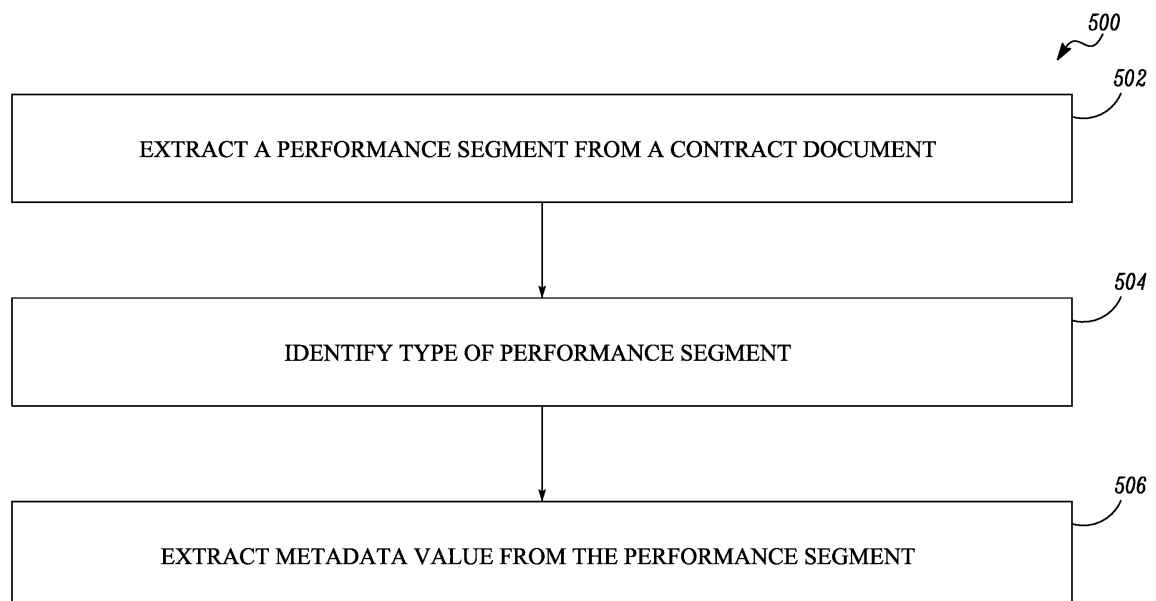 500
502
EXTRACT A PERFORMANCE SEGMENT FROM A CONTRACT DOCUMENT
504
IDENTIFY TYPE OF PERFORMANCE SEGMENT
506
EXTRACT METADATA VALUE FROM THE PERFORMANCE SEGMENT